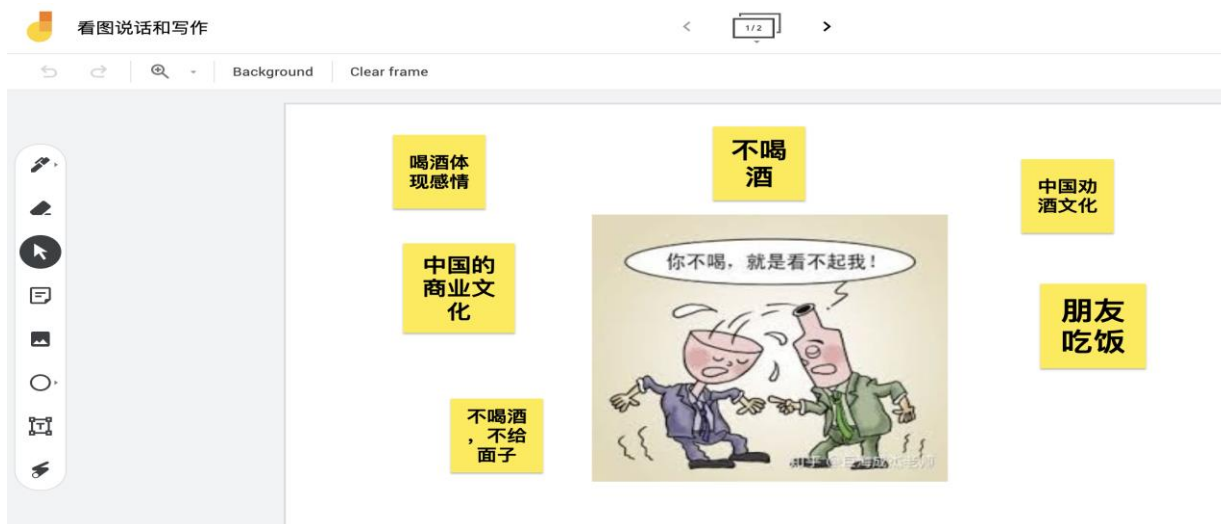 看图说话和写作
1/2
Background
Clear frame
喝酒体
现感情
不喝
酒
中国劝
酒文化
中国的
商业文
化
你不喝，就是看不起我！
朋友
吃饭
不喝酒
，不给
面子